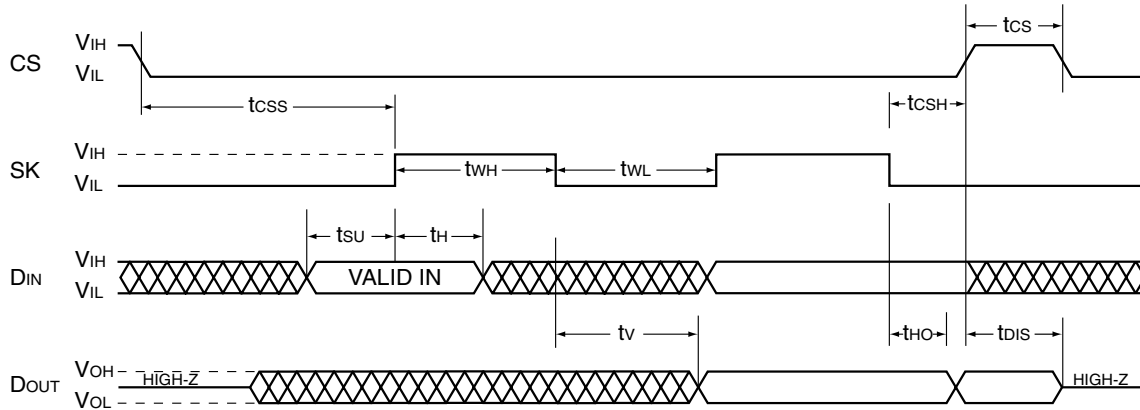 CS
VIH
VIL
tCS
tCSS
tCSH
SK
VIH
VIL
tWH
tWL
tSU
tH
DIN
VIH
VIL
VALID IN
tV
tHO
tDIS
DOUT
VOH
VOL
HIGH-Z
HIGH-Z